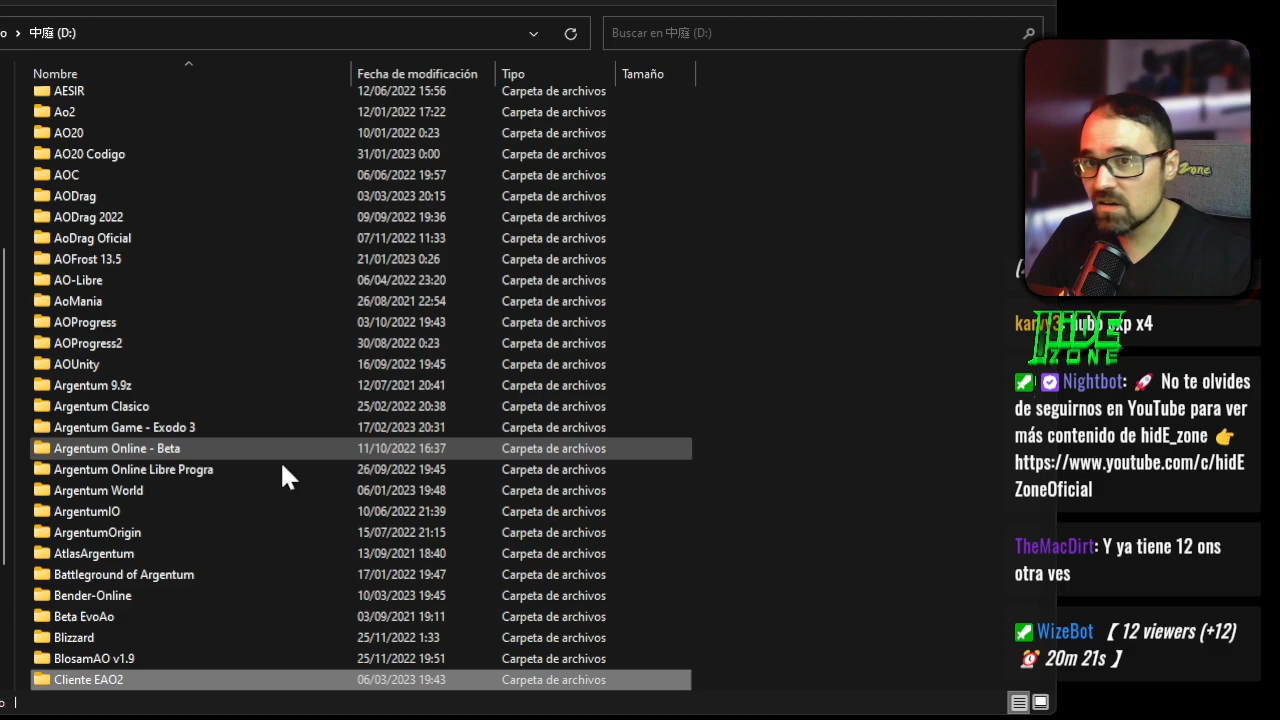 o › 中庭 (D:)
Buscar en 中庭 (D:)
Nombre Fecha de modificación Tipo Tamaño
AESIR 12/06/2022 15:56 Carpeta de archivos
Ao2 12/01/2022 17:22 Carpeta de archivos
AO20 10/01/2022 0:23 Carpeta de archivos
AO20 Codigo 31/01/2023 0:00 Carpeta de archivos
AOC 06/06/2022 19:57 Carpeta de archivos
AODrag 03/03/2023 20:15 Carpeta de archivos
AODrag 2022 09/09/2022 19:36 Carpeta de archivos
AoDrag Oficial 07/11/2022 11:33 Carpeta de archivos
AOFrost 13.5 21/01/2023 0:26 Carpeta de archivos
AO-Libre 06/04/2022 23:20 Carpeta de archivos
AoMania 26/08/2021 22:54 Carpeta de archivos
AOProgress 03/10/2022 19:43 Carpeta de archivos
AOProgress2 30/08/2022 0:23 Carpeta de archivos
AOUnity 16/09/2022 19:45 Carpeta de archivos
Argentum 9.9z 12/07/2021 20:41 Carpeta de archivos
Argentum Clasico 25/02/2022 20:38 Carpeta de archivos
Argentum Game - Exodo 3 17/02/2023 20:31 Carpeta de archivos
Argentum Online - Beta 11/10/2022 16:37 Carpeta de archivos
Argentum Online Libre Progra 26/09/2022 19:45 Carpeta de archivos
Argentum World 06/01/2023 19:48 Carpeta de archivos
ArgentumIO 10/06/2022 21:39 Carpeta de archivos
ArgentumOrigin 15/07/2022 21:15 Carpeta de archivos
AtlasArgentum 13/09/2021 18:40 Carpeta de archivos
Battleground of Argentum 17/01/2022 19:47 Carpeta de archivos
Bender-Online 10/03/2023 19:45 Carpeta de archivos
Beta EvoAo 03/09/2021 19:11 Carpeta de archivos
Blizzard 25/11/2022 1:33 Carpeta de archivos
BlosamAO v1.9 25/11/2022 19:51 Carpeta de archivos
Cliente EAO2 06/03/2023 19:43 Carpeta de archivos
o |
Zone
hubo exp x4
HIDE
ZONE
Nightbot: 🚀 No te olvides
de seguirnos en YouTube para ver
más contenido de hidE_zone 👉
https://www.youtube.com/c/hidE
ZoneOficial
TheMacDirt: Y ya tiene 12 ons
otra ves
WizeBot 【 12 viewers (+12)
⏰ 20m 21s 】